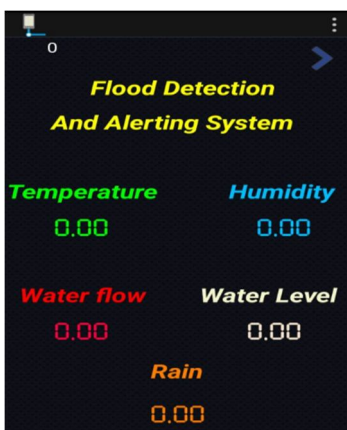 0
Flood Detection
And Alerting System
Temperature Humidity
0.00 0.00
Water flow Water Level
0.00 0.00
Rain
0.00